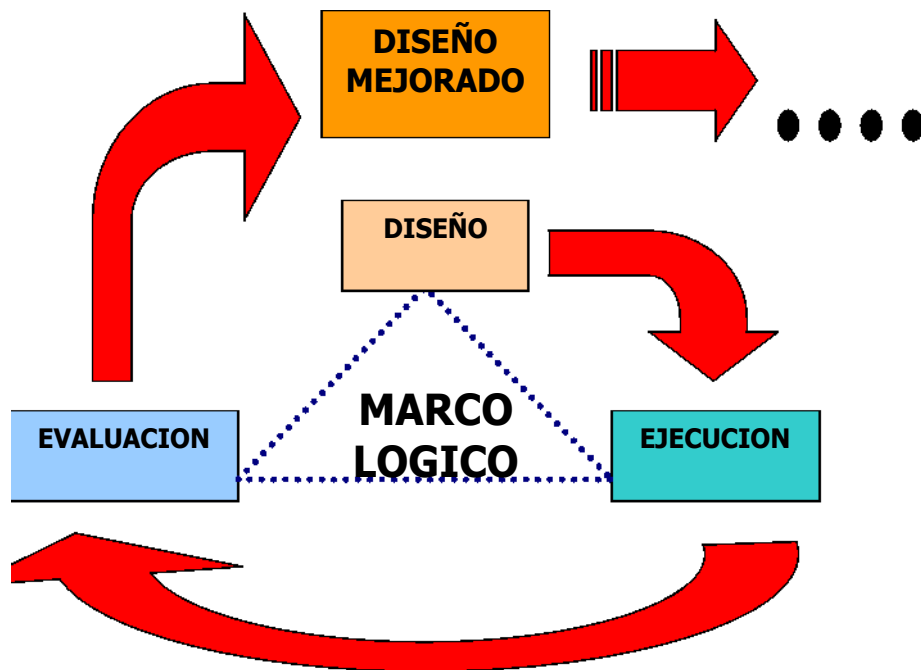 DISEÑO
MEJORADO
DISEÑO
MARCO
LOGICO
EVALUACION
EJECUCION